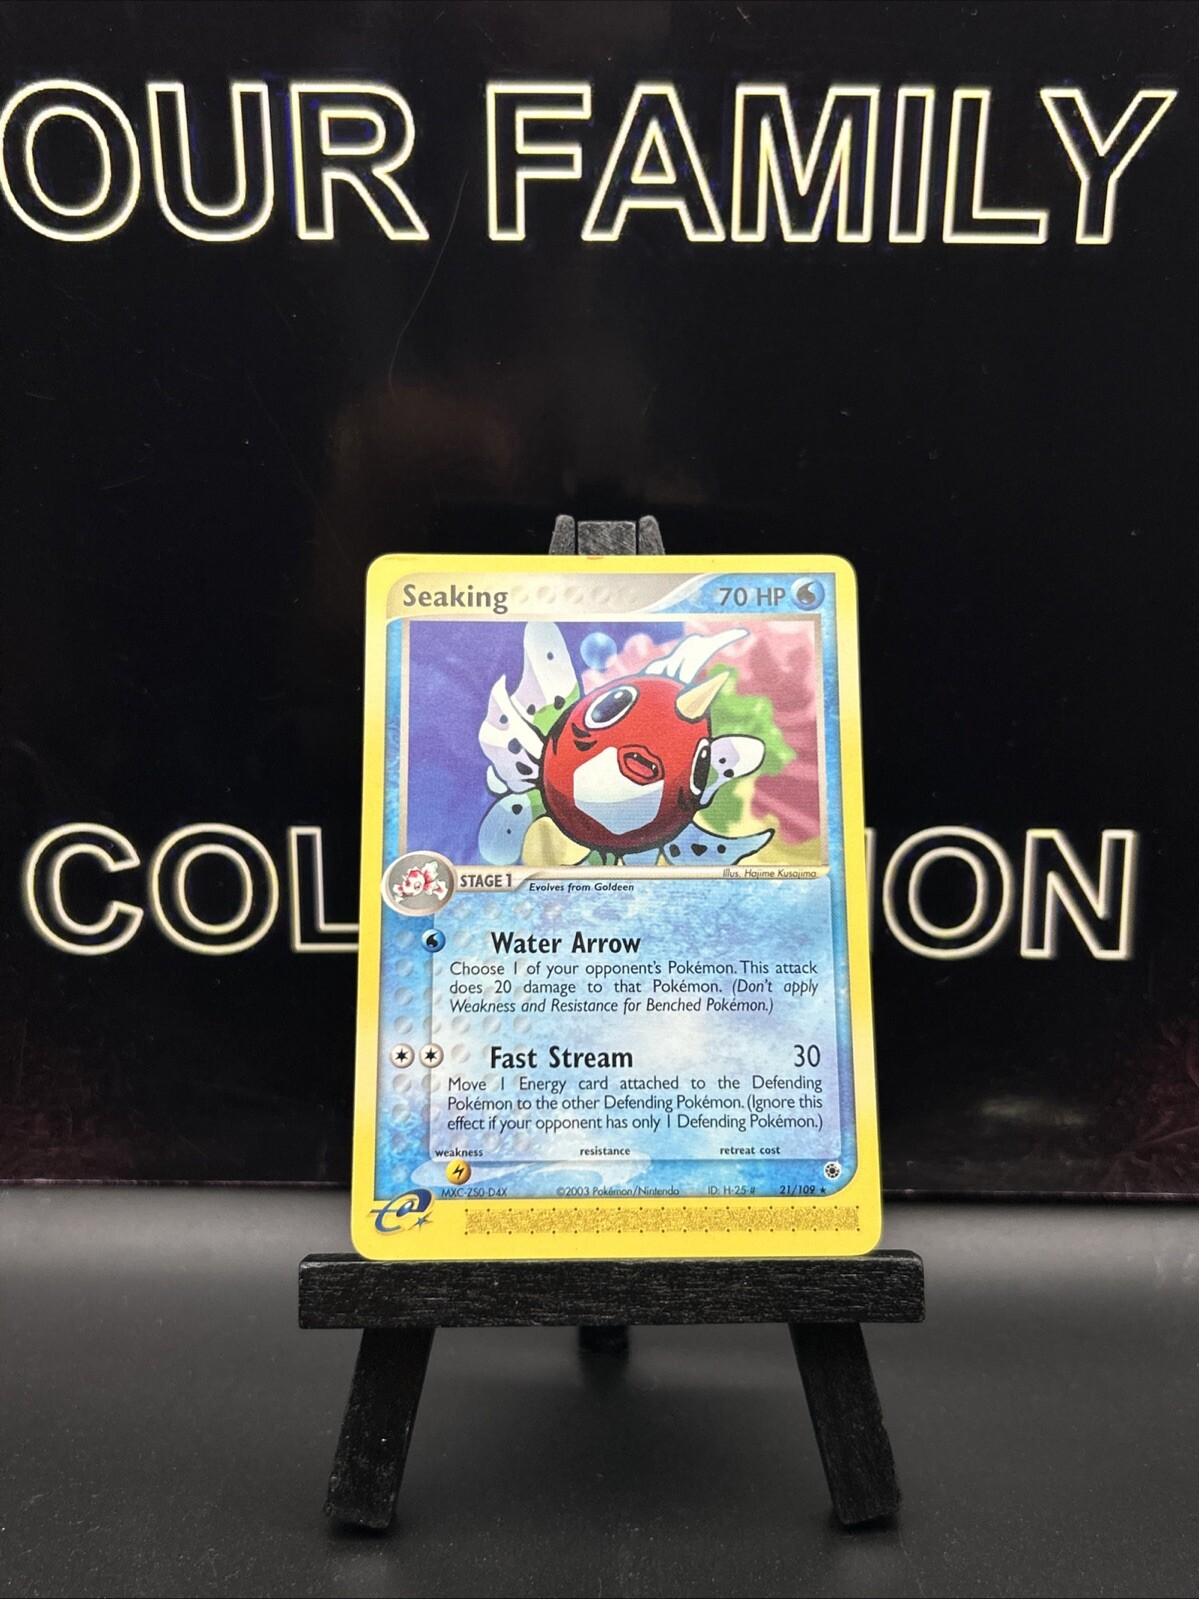 OUR FAMILY
COL ION
Seaking 70 HP
Illus. Hajime Kusajima
STAGE 1 Evolves from Goldeen
Water Arrow
Choose 1 of your opponent's Pokémon. This attack
does 20 damage to that Pokémon. (Don't apply
Weakness and Resistance for Benched Pokémon.)
Fast Stream 30
Move 1 Energy card attached to the Defending
Pokémon to the other Defending Pokémon. (Ignore this
effect if your opponent has only 1 Defending Pokémon.)
weakness resistance retreat cost
MXC-ZS0-D4X ©2003 Pokémon/Nintendo ID: H-25-# 21/109 ★
e